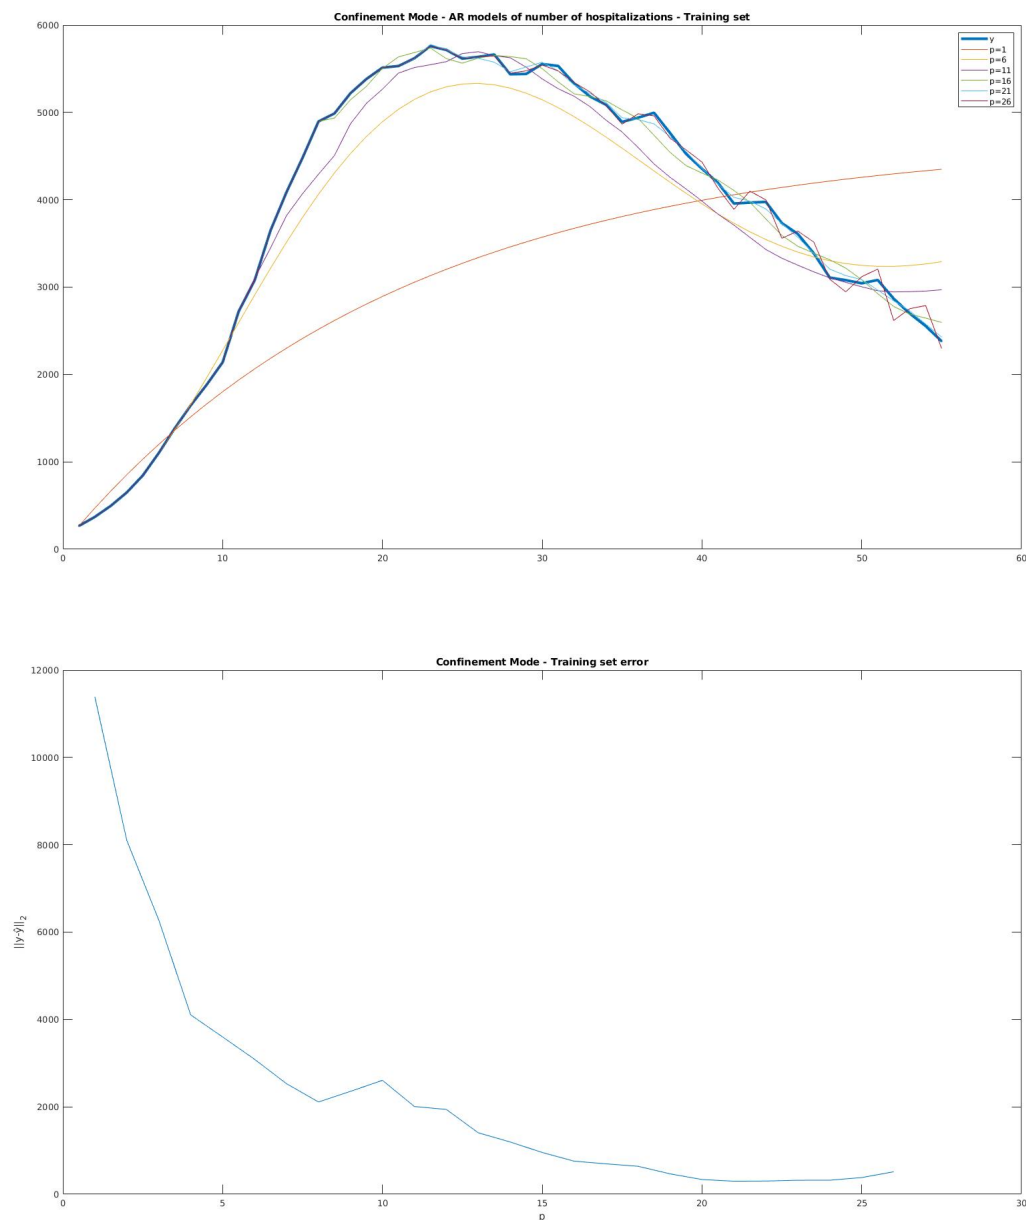 Confinement Mode - AR models of number of hospitalizations - Training set
6000
5000
4000
3000
2000
1000
0
0 10 20 30 40 50 60
y
p=1
p=6
p=11
p=16
p=21
p=26
Confinement Mode - Training set error
12000
10000
8000
6000
4000
2000
0
||y-ŷ||₂
0 5 10 15 20 25 30
p